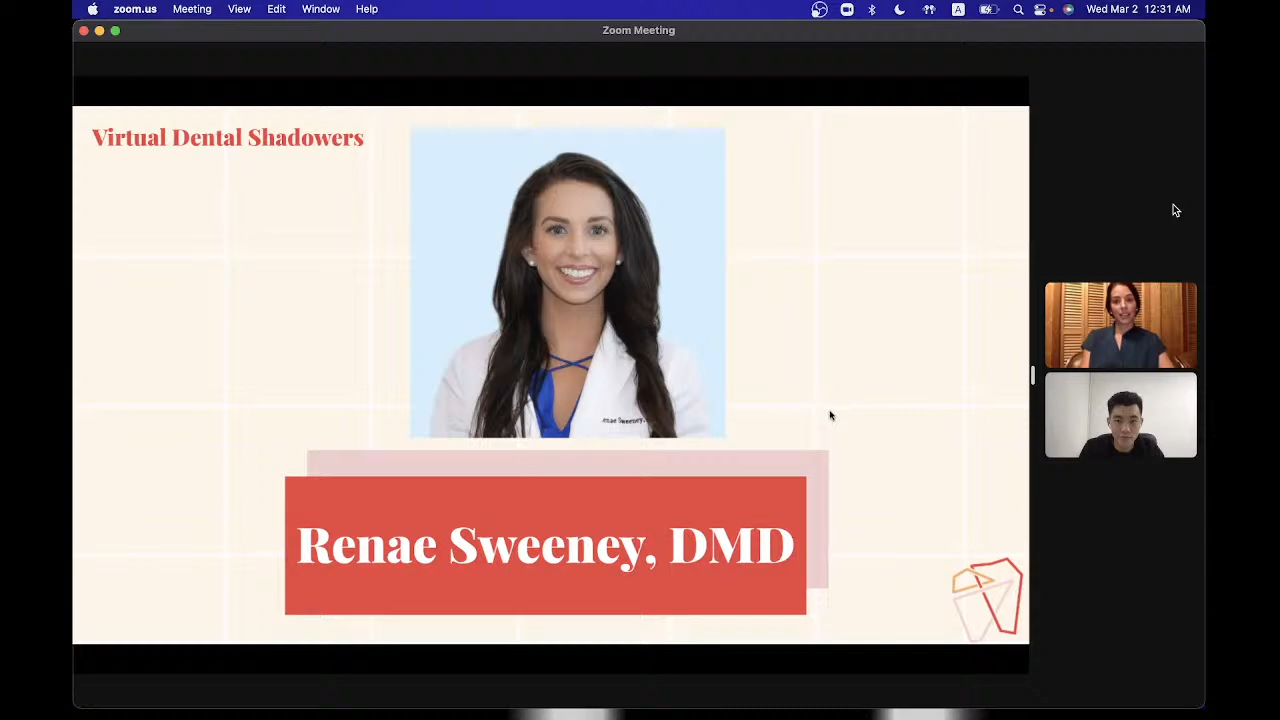 zoom.us Meeting View Edit Window Help
A
Wed Mar 2 12:31 AM
Zoom Meeting
Virtual Dental Shadowers
Renae Sweeney, DMD